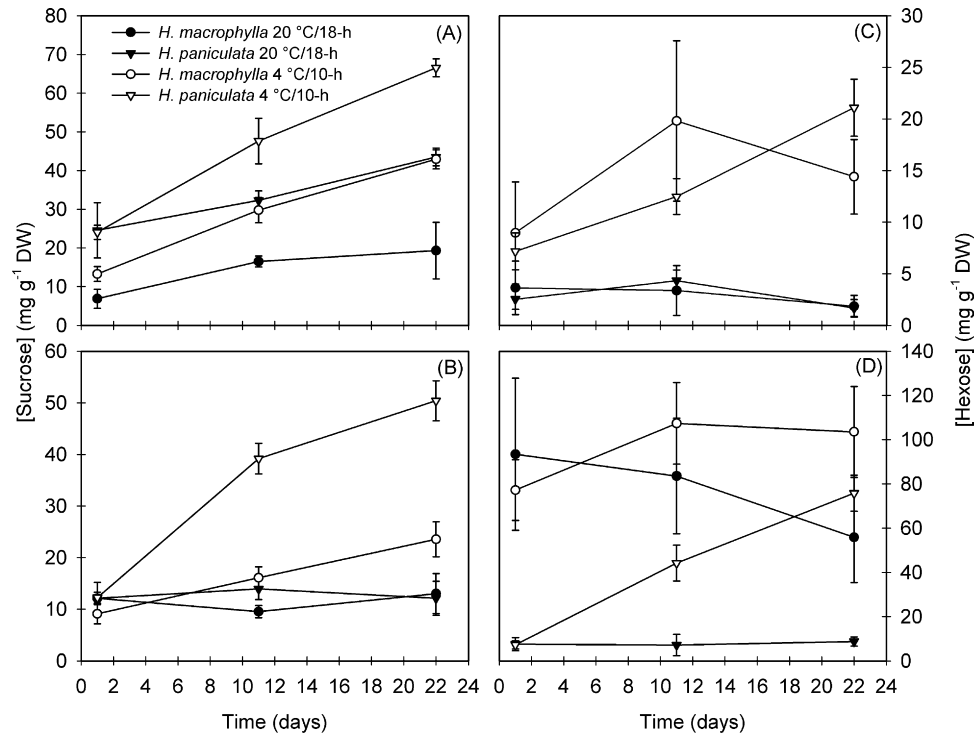 80
70
60
50
40
30
20
10
0
(A)
H. macrophylla 20 °C/18-h
H. paniculata 20 °C/18-h
H. macrophylla 4 °C/10-h
H. paniculata 4 °C/10-h
(C)
30
25
20
15
10
5
0
[Sucrose] (mg g-1 DW)
[Hexose] (mg g-1 DW)
60
50
40
30
20
10
0
(B)
(D)
140
120
100
80
60
40
20
0
0 2 4 6 8 10 12 14 16 18 20 22 24
0 2 4 6 8 10 12 14 16 18 20 22 24
Time (days)
Time (days)